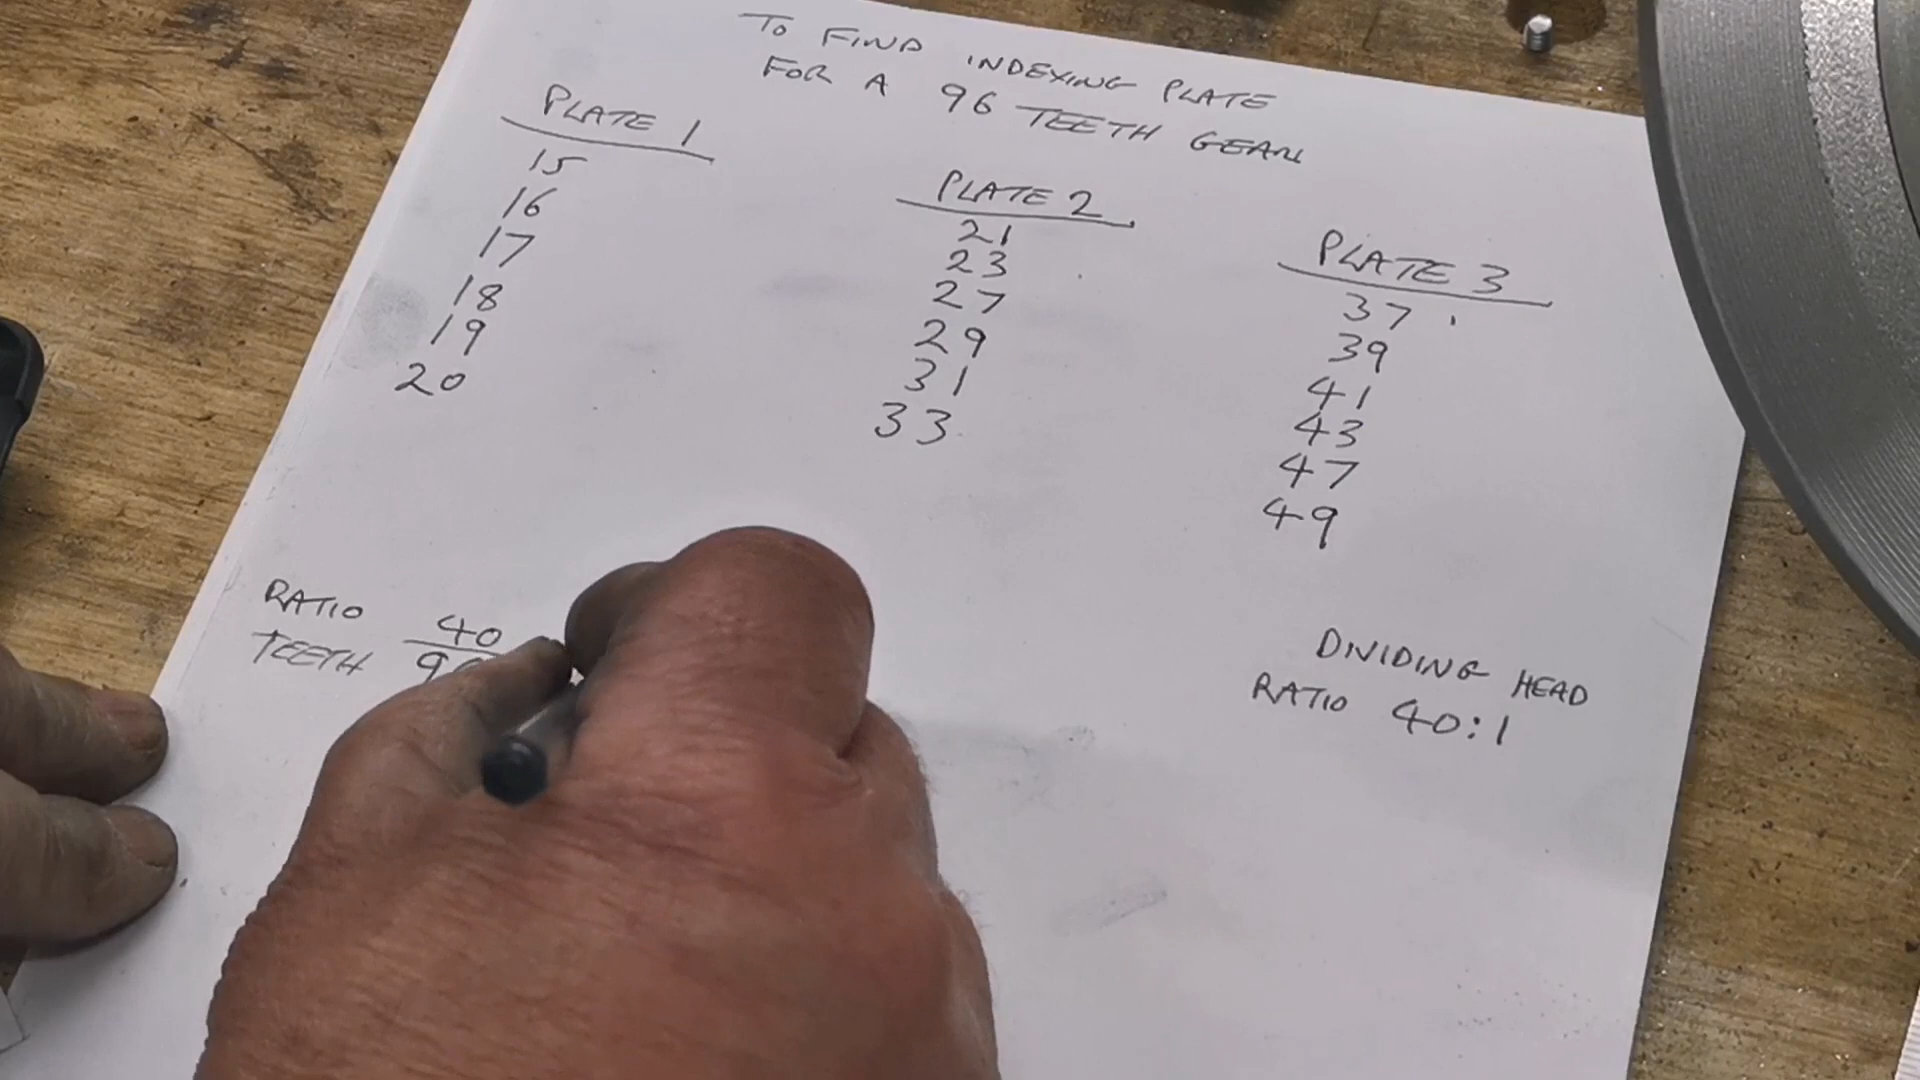 TO FIND INDEXING PLATE
FOR A 96 TEETH GEAR
PLATE 1
15
16
17
18
19
20
PLATE 2
21
23
27
29
31
33
PLATE 3
37
39
41
43
47
49
RATIO 40
TEETH
DIVIDING HEAD
RATIO 40:1